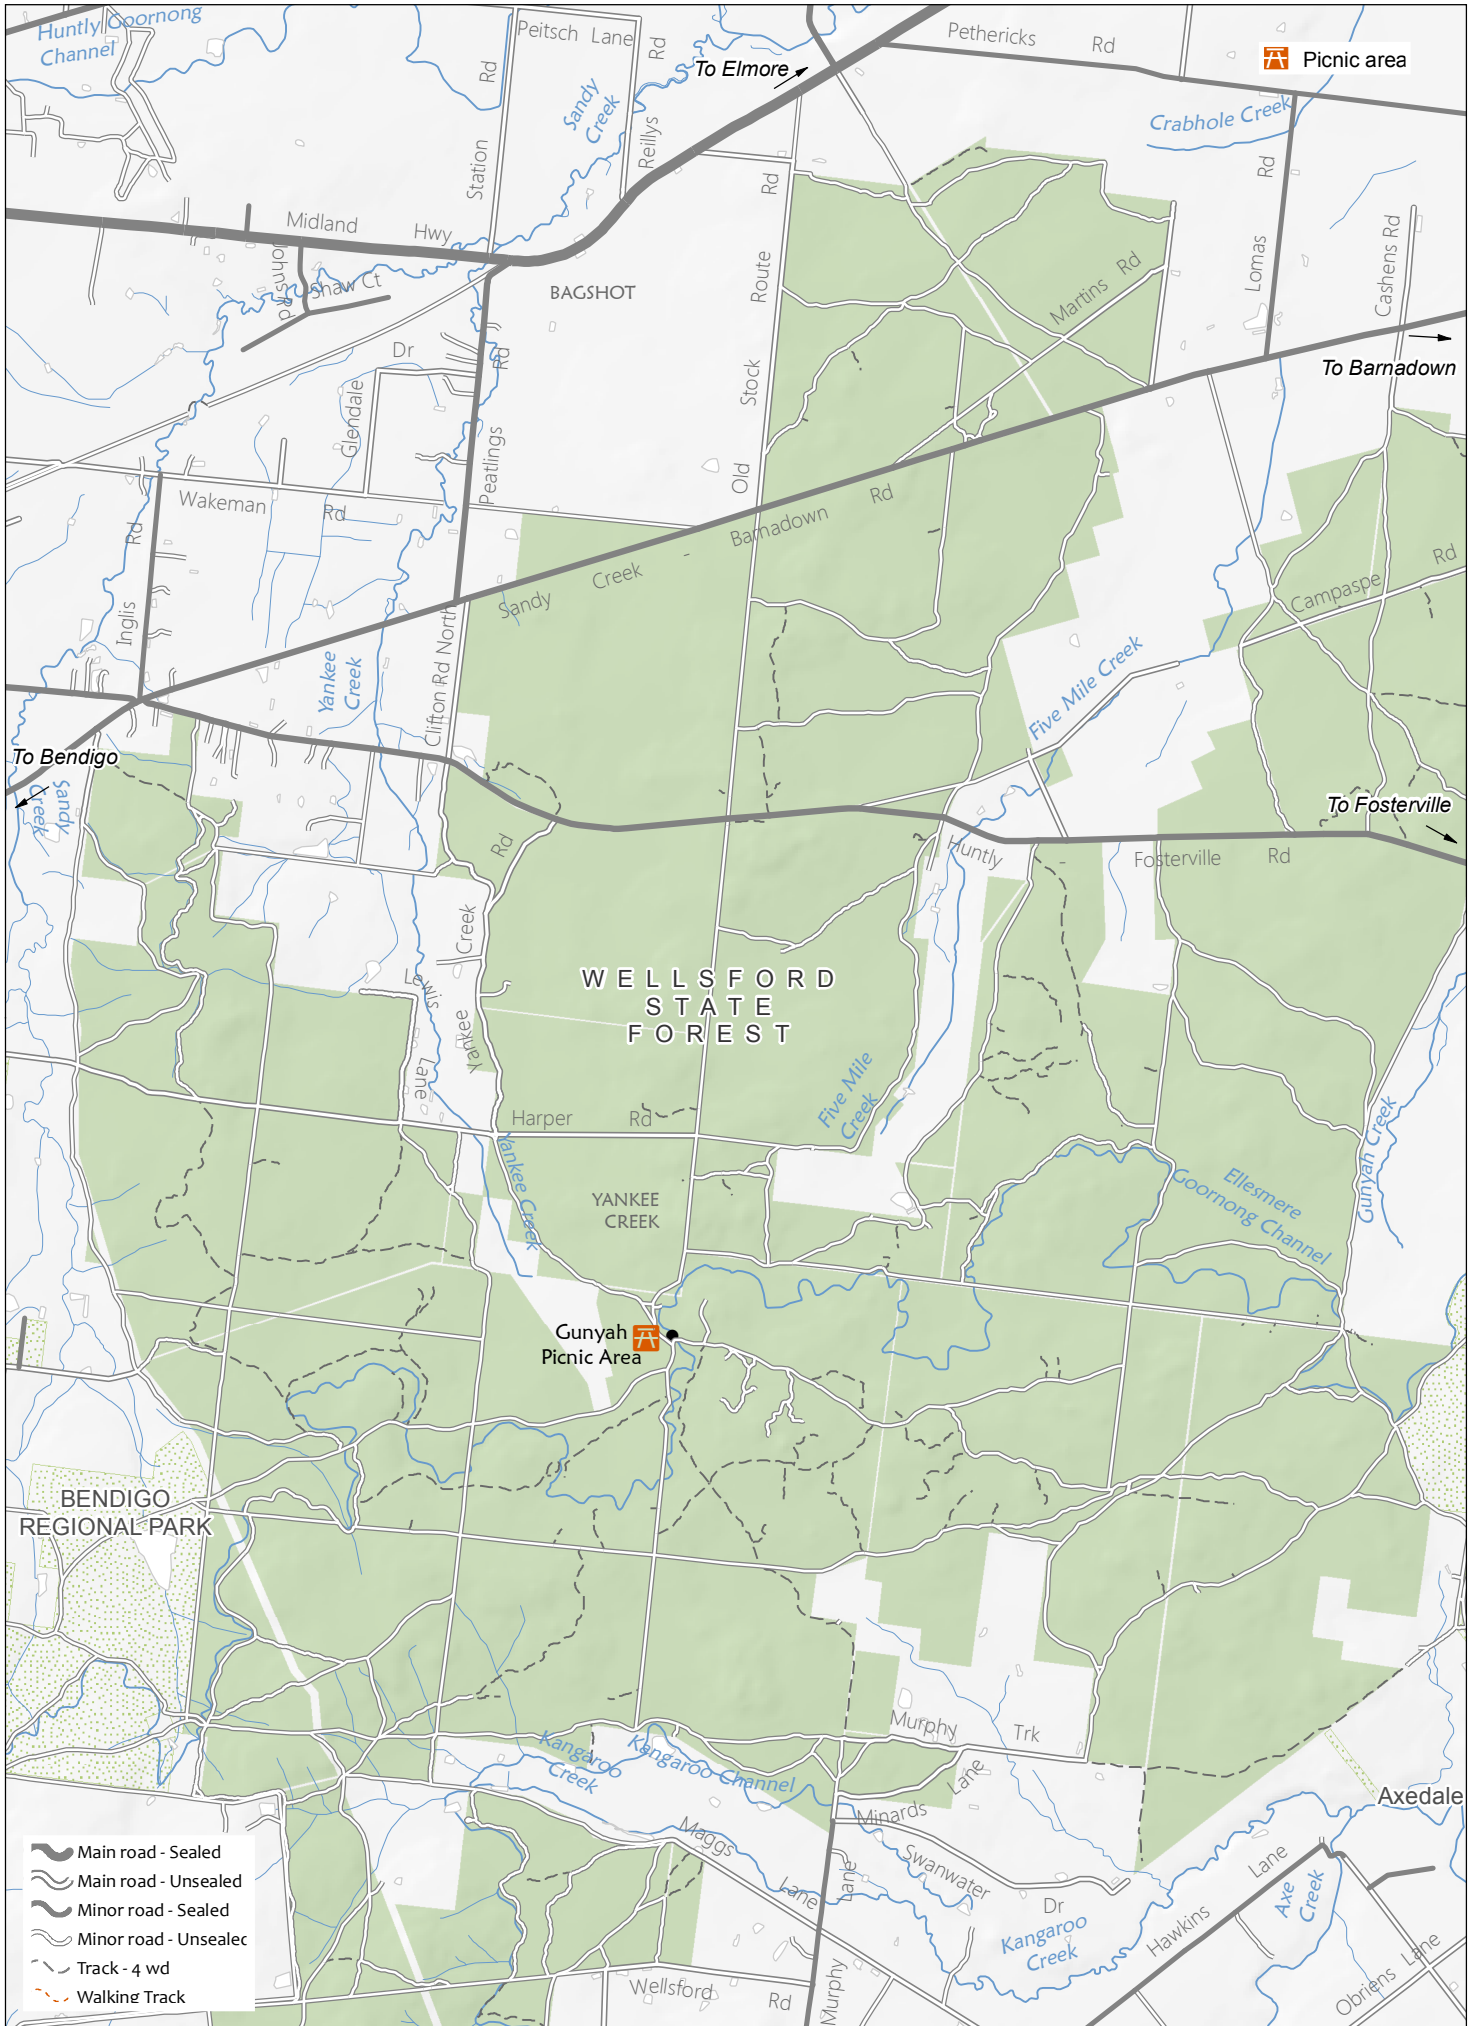 Huntly Goornong
Channel
Peitsch Lane
Rd
Rd
Sandy
Creek
To Elmore
Pethericks Rd
Picnic area
Crabhole Creek
Station
Reillys
Rd
Rd
Midland Hwy
Johns Rd
Shaw Ct
BAGSHOT
Route
Martins Rd
Lomas
Cashens Rd
To Barnadown
Dr
Rd
Glendale
Stock
Peatlings
Old
Wakeman Rd
Rd
Inglis
Sandy Creek - Barnadown Rd
Campaspe Rd
Clifton Rd North
Yankee
Creek
Five Mile Creek
To Bendigo
Sandy
Creek
To Fosterville
Rd
Huntly - Fosterville Rd
Creek
Yankee
Lewis
Lane
WELLSFORD
STATE
FOREST
Five Mile
Creek
Harper Rd
Yankee Creek
YANKEE
CREEK
Ellesmere
Goornong Channel
Gunyah Creek
Gunyah
Picnic Area
BENDIGO
REGIONAL PARK
Murphy Trk
Kangaroo
Creek
Kangaroo Channel
Minards Lane
Axedale
Maggs
Lane
Lane
Swanwater
Dr
Kangaroo
Creek
Hawkins
Lane
Axe
Creek
Obriens Lane
Murphy
Wellsford Rd
Main road - Sealed
Main road - Unsealed
Minor road - Sealed
Minor road - Unsealec
Track - 4 wd
Walking Track